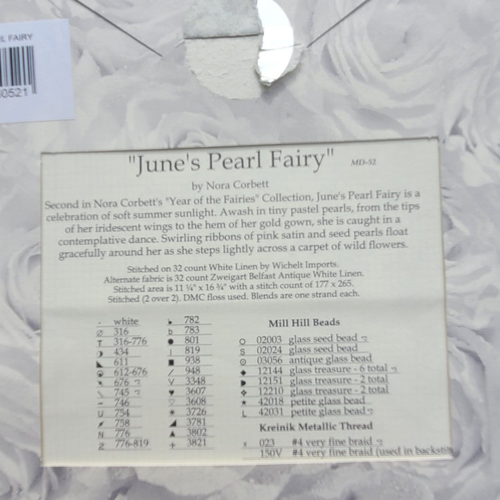 L FAIRY
0521
"June's Pearl Fairy" MD-52
by Nora Corbett
Second in Nora Corbett's "Year of the Fairies" Collection, June's Pearl Fairy is a
celebration of soft summer sunlight. Awash in tiny pastel pearls, from the tips
of her iridescent wings to the hem of her gold gown, she is caught in a
contemplative dance. Swirling ribbons of pink satin and seed pearls float
gracefully around her as she steps lightly across a carpet of wild flowers.
Stitched on 32 count White Linen by Wichelt Imports.
Alternate fabric is 32 count Zweigart Belfast Antique White Linen.
Stitched area is 11 ¼" x 16 ¾" with a stitch count of 177 x 265.
Stitched (2 over 2). DMC floss used. Blends are one strand each.
white
316
316-776
434
611
612-676
676
745
746
754
758
776
776-819
782
783
801
819
938
948
3348
3607
3608
3726
3781
3802
3821
Mill Hill Beads
02003 glass seed bead
02024 glass seed bead
03056 antique glass bead
12144 glass treasure - 6 total
12151 glass treasure - 2 total
12210 glass treasure - 2 total
42018 petite glass bead
42031 petite glass bead
Kreinik Metallic Thread
023 #4 very fine braid
150V #4 very fine braid (used in backstin